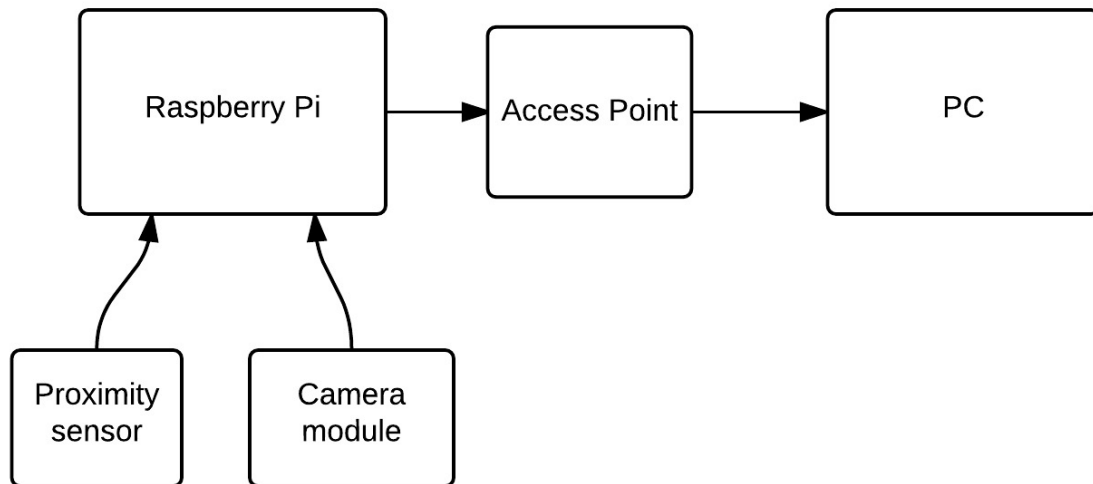 Raspberry Pi
Access Point
PC
Proximity
sensor
Camera
module